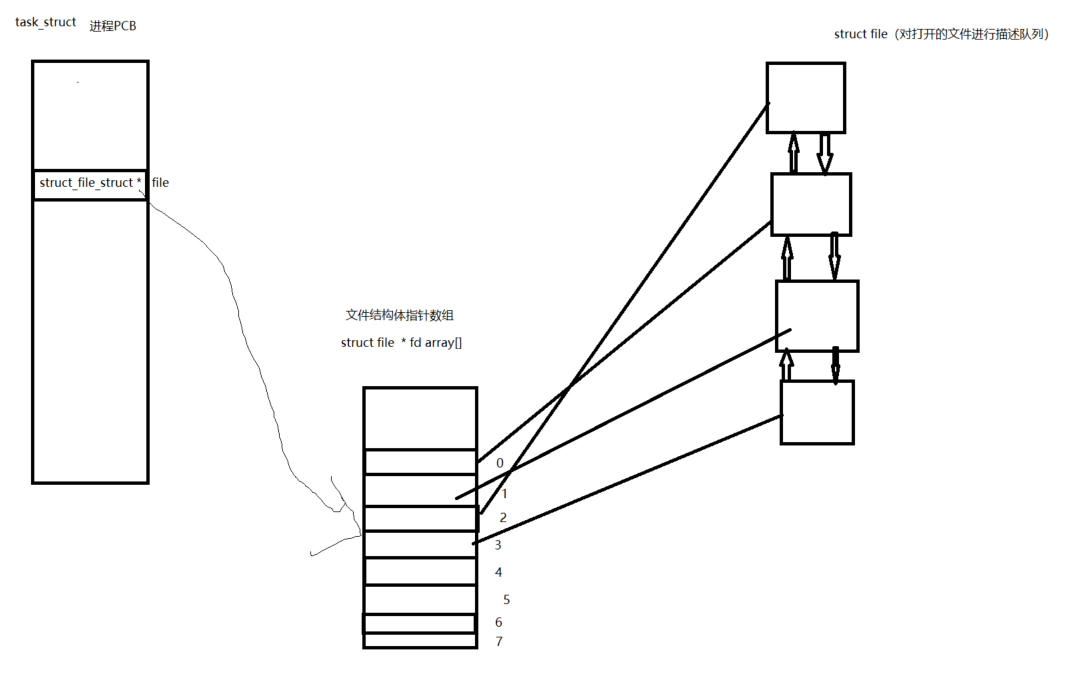 task_struct 进程PCB
struct file（对打开的文件进行描述队列）
struct_file_struct * file
文件结构体指针数组
struct file * fd array[]
0
1
2
3
4
5
6
7